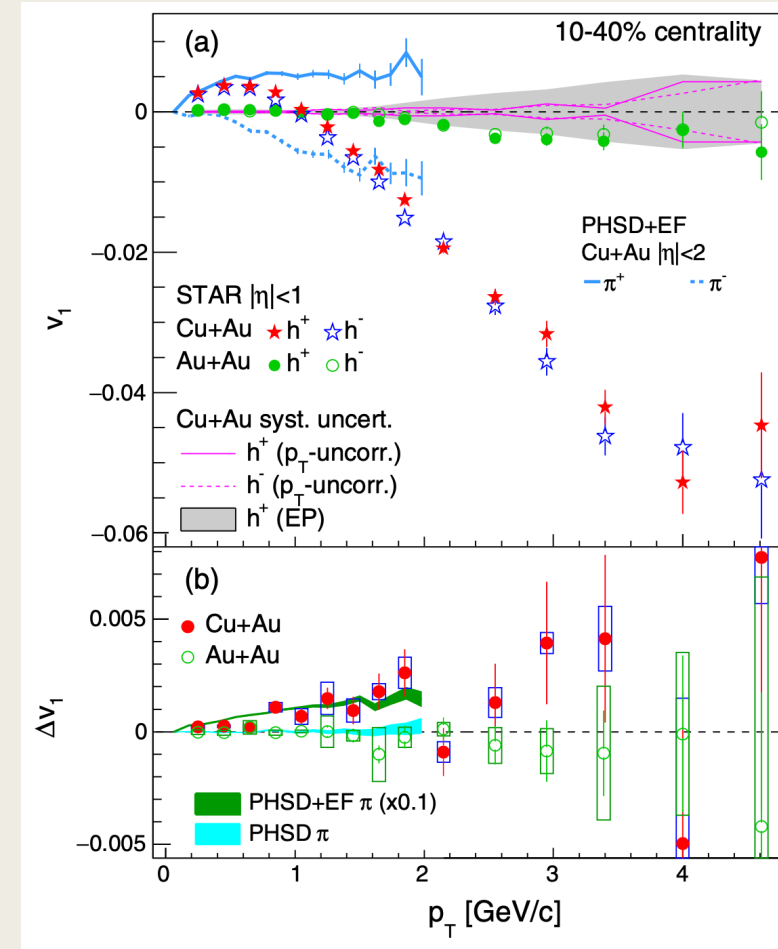 (a)
10-40% centrality
0.01
0
−0.02
−0.04
−0.06
v1
PHSD+EF
Cu+Au |η|<2
π+ π-
STAR |η|<1
Cu+Au h+ h-
Au+Au h+ h-
Cu+Au syst. uncert.
h+ (pT-uncorr.)
h- (pT-uncorr.)
h+ (EP)
(b)
Cu+Au
Au+Au
0.005
0
−0.005
Δv1
PHSD+EF π (x0.1)
PHSD π
0 1 2 3 4
pT [GeV/c]